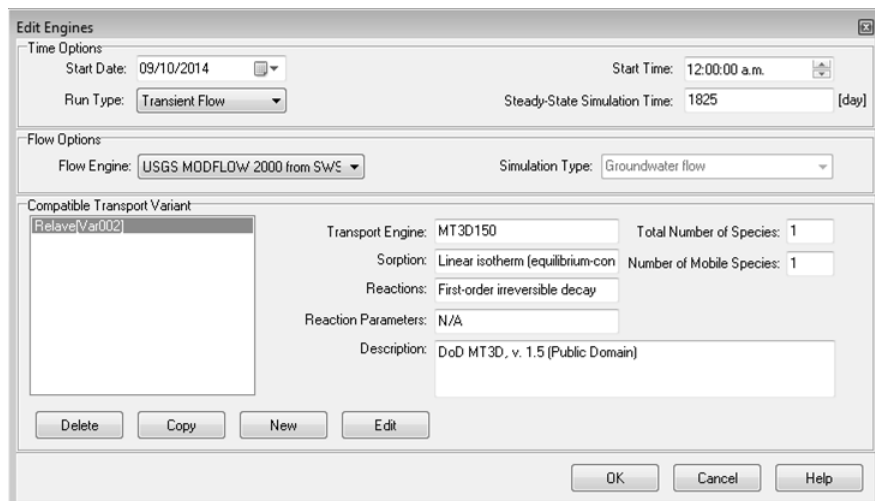 Edit Engines
Time Options
Start Date: 09/10/2014 Start Time: 12:00:00 a.m.
Run Type: Transient Flow Steady-State Simulation Time: 1825 [day]
Flow Options
Flow Engine: USGS MODFLOW 2000 from SWS Simulation Type: Groundwater flow
Compatible Transport Variant
Relave[Var002] Transport Engine: MT3D150 Total Number of Species: 1
Sorption: Linear isotherm (equilibrium-con Number of Mobile Species: 1
Reactions: First-order irreversible decay
Reaction Parameters: N/A
Description: DoD MT3D, v. 1.5 (Public Domain)
Delete Copy New Edit
OK Cancel Help